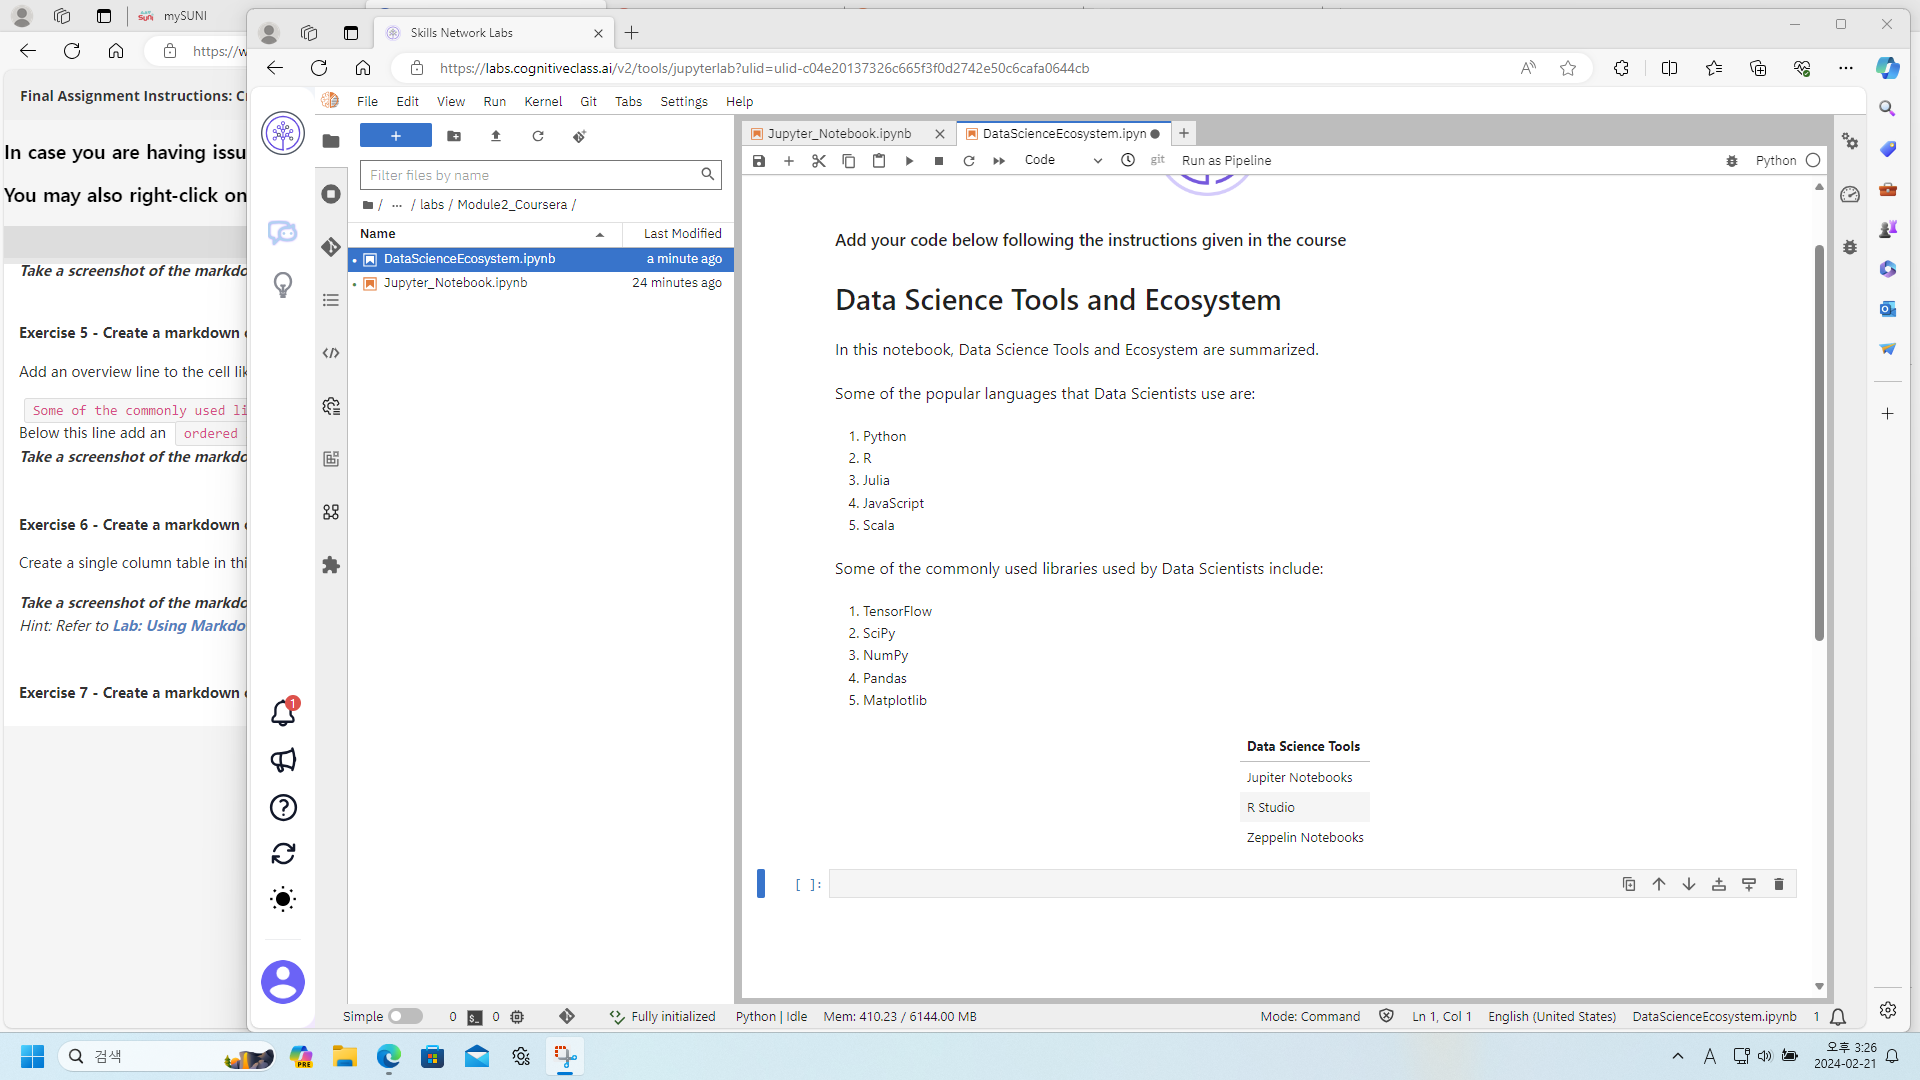 mySUNI
https://w
Final Assignment Instructions: Cr
In case you are having issu
You may also right-click on
Take a screenshot of the markdo
Exercise 5 - Create a markdown c
Add an overview line to the cell lik
Some of the commonly used li
Below this line add an ordered
Take a screenshot of the markdo
Exercise 6 - Create a markdown c
Create a single column table in thi
Take a screenshot of the markdo
Hint: Refer to Lab: Using Markdo
Exercise 7 - Create a markdown c
Skills Network Labs
https://labs.cognitiveclass.ai/v2/tools/jupyterlab?ulid=ulid-c04e20137326c665f3f0d2742e50c6cafa0644cb
File Edit View Run Kernel Git Tabs Settings Help
Filter files by name
/ ... / labs / Module2_Coursera /
Name Last Modified
DataScienceEcosystem.ipynb a minute ago
Jupyter_Notebook.ipynb 24 minutes ago
1
Jupyter_Notebook.ipynb
DataScienceEcosystem.ipyn
Code git Run as Pipeline Python
Add your code below following the instructions given in the course
Data Science Tools and Ecosystem
In this notebook, Data Science Tools and Ecosystem are summarized.
Some of the popular languages that Data Scientists use are:
1. Python
2. R
3. Julia
4. JavaScript
5. Scala
Some of the commonly used libraries used by Data Scientists include:
1. TensorFlow
2. SciPy
3. NumPy
4. Pandas
5. Matplotlib
Data Science Tools
Jupiter Notebooks
R Studio
Zeppelin Notebooks
[ ]:
Simple 0 $_ 0 Fully initialized Python | Idle Mem: 410.23 / 6144.00 MB Mode: Command Ln 1, Col 1 English (United States) DataScienceEcosystem.ipynb 1
검색
PRE
A
오후 3:26
2024-02-21